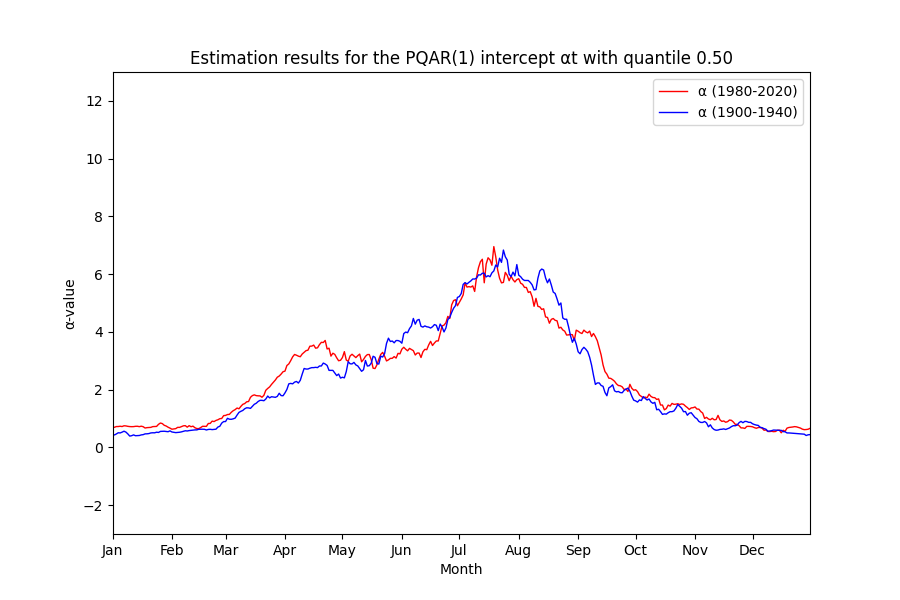 Estimation results for the PQAR(1) intercept αt with quantile 0.50
α (1980-2020)
α (1900-1940)
12
10
8
6
4
2
0
−2
α-value
Jan Feb Mar Apr May Jun Jul Aug Sep Oct Nov Dec
Month